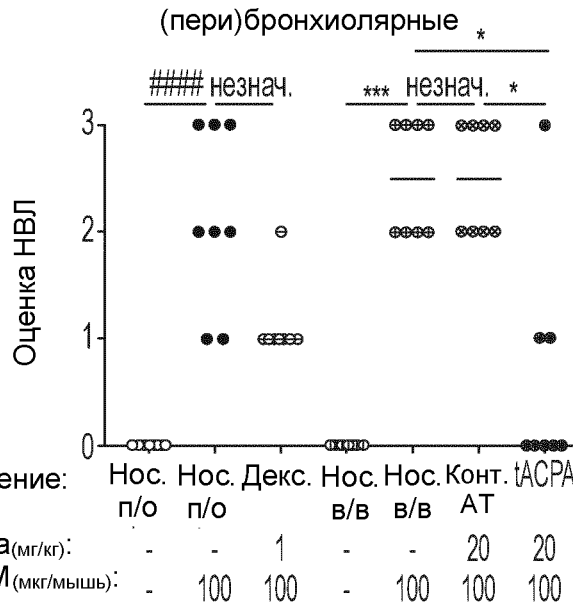 (пери)бронхиолярные
*
#### незнач. *** незнач. *
Оценка НВЛ
3
2
1
0
ение: Нос. п/о Нос. п/о Декс. Нос. в/в Нос. в/в Конт. АТ tACPA
а(мг/кг): - - 1 - - 20 20
М(мкг/мышь): - 100 100 - 100 100 100